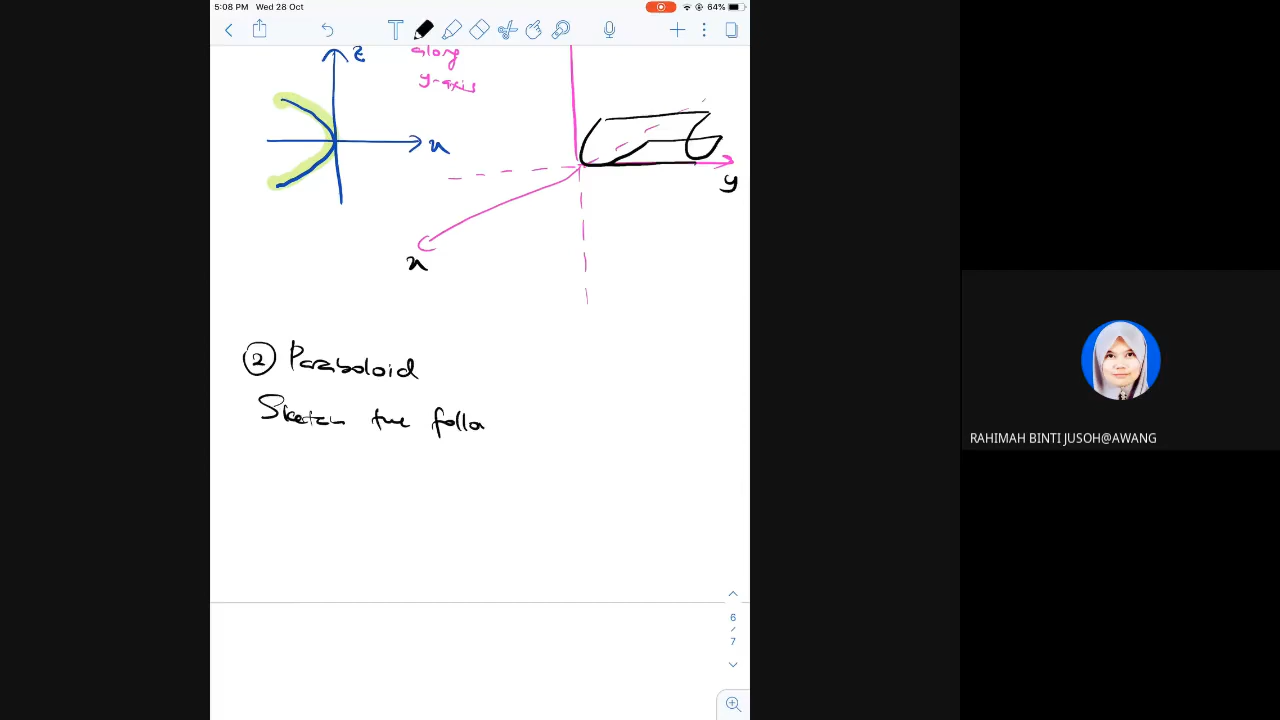 5:08 PM Wed 28 Oct
64%
T
z
along
y-axis
x
y
x
② Paraboloid
Sketch the follo
6
/
7
RAHIMAH BINTI JUSOH@AWANG